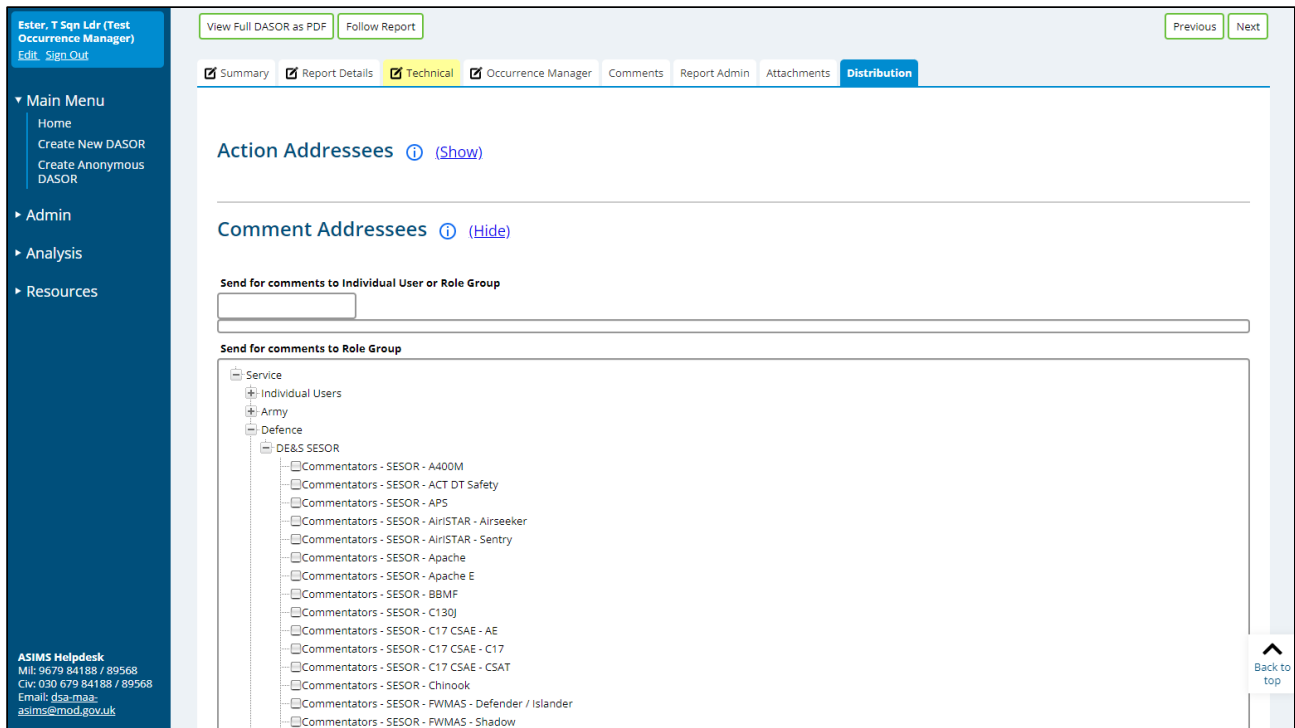 Ester, T Sqn Ldr (Test
Occurrence Manager)
Edit Sign Out
Main Menu
Home
Create New DASOR
Create Anonymous
DASOR
Admin
Analysis
Resources
ASIMS Helpdesk
Mil: 9679 84188 / 89568
Civ: 030 679 84188 / 89568
Email: dsa-maa-
asims@mod.gov.uk
View Full DASOR as PDF Follow Report Previous Next
Summary Report Details Technical Occurrence Manager Comments Report Admin Attachments Distribution
Action Addressees (Show)
Comment Addressees (Hide)
Send for comments to Individual User or Role Group
Send for comments to Role Group
Service
Individual Users
Army
Defence
DE&S SESOR
Commentators - SESOR - A400M
Commentators - SESOR - ACT DT Safety
Commentators - SESOR - APS
Commentators - SESOR - AirISTAR - Airseeker
Commentators - SESOR - AirISTAR - Sentry
Commentators - SESOR - Apache
Commentators - SESOR - Apache E
Commentators - SESOR - BBMF
Commentators - SESOR - C130J
Commentators - SESOR - C17 CSAE - AE
Commentators - SESOR - C17 CSAE - C17
Commentators - SESOR - C17 CSAE - CSAT
Commentators - SESOR - Chinook
Commentators - SESOR - FWMAS - Defender / Islander
Commentators - SESOR - FWMAS - Shadow
Back to
top